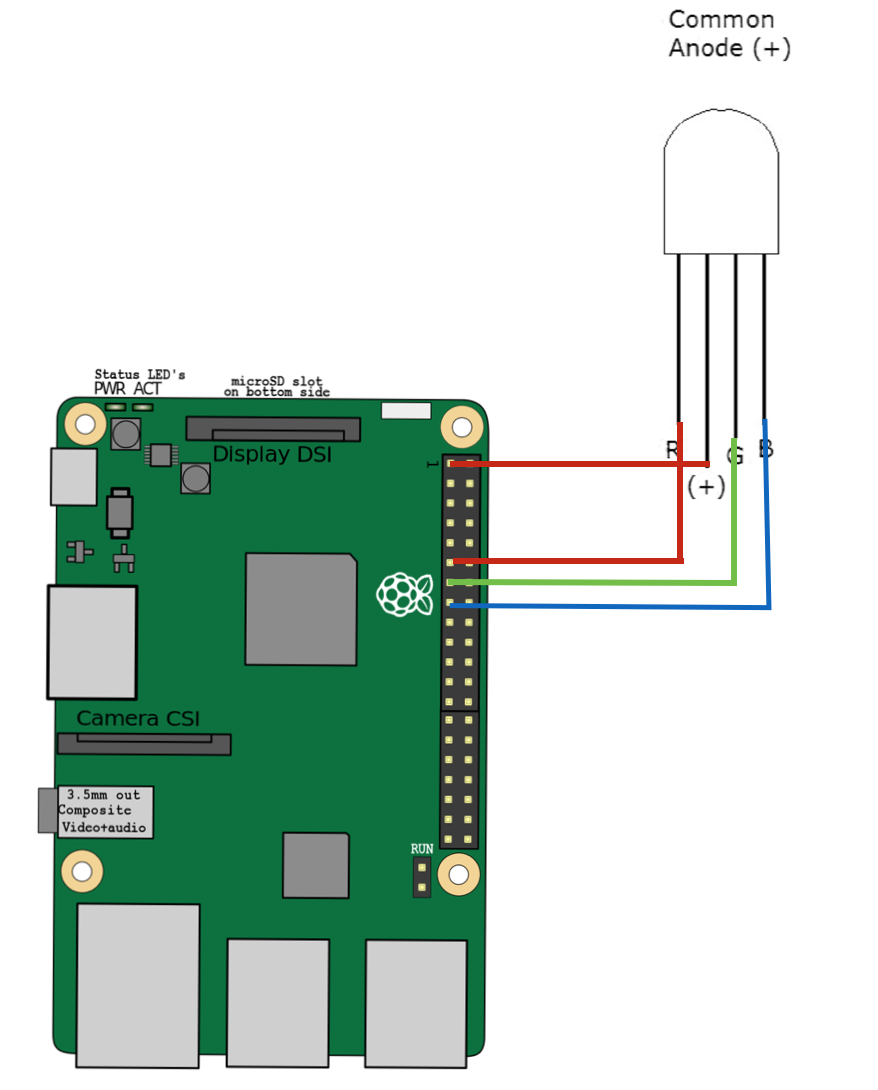 Common
Anode (+)
R
G
B
(+)
Status LED's
PWR ACT
microSD slot
on bottom side
Display DSI
1
Camera CSI
3.5mm out
Composite
Video+audio
RUN